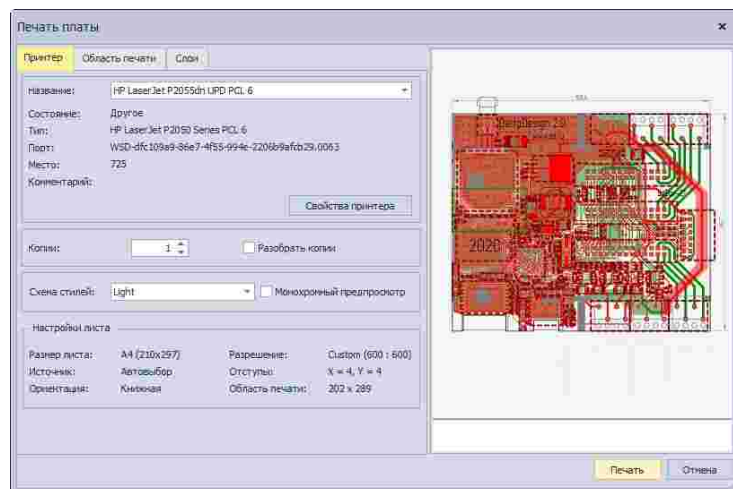 Печать платы
Принтер Область печати Слои
Название: HP LaserJet P2055dn UPD PCL 6
Состояние: Другое
Тип: HP LaserJet P2050 Series PCL 6
Порт: WSD-dfc109a9-86e7-4f55-994e-2206b9afcb29.0063
Место: 725
Комментарий:
Свойства принтера
Копии: 1 Разобрать копии
Схема стилей: Light Монохромный предпросмотр
Настройки листа
Размер листа: A4 (210x297) Разрешение: Custom (600 : 600)
Источник: Автовыбор Отступы: X = 4, Y = 4
Ориентация: Книжная Область печати: 202 x 289
2020
Печать Отмена